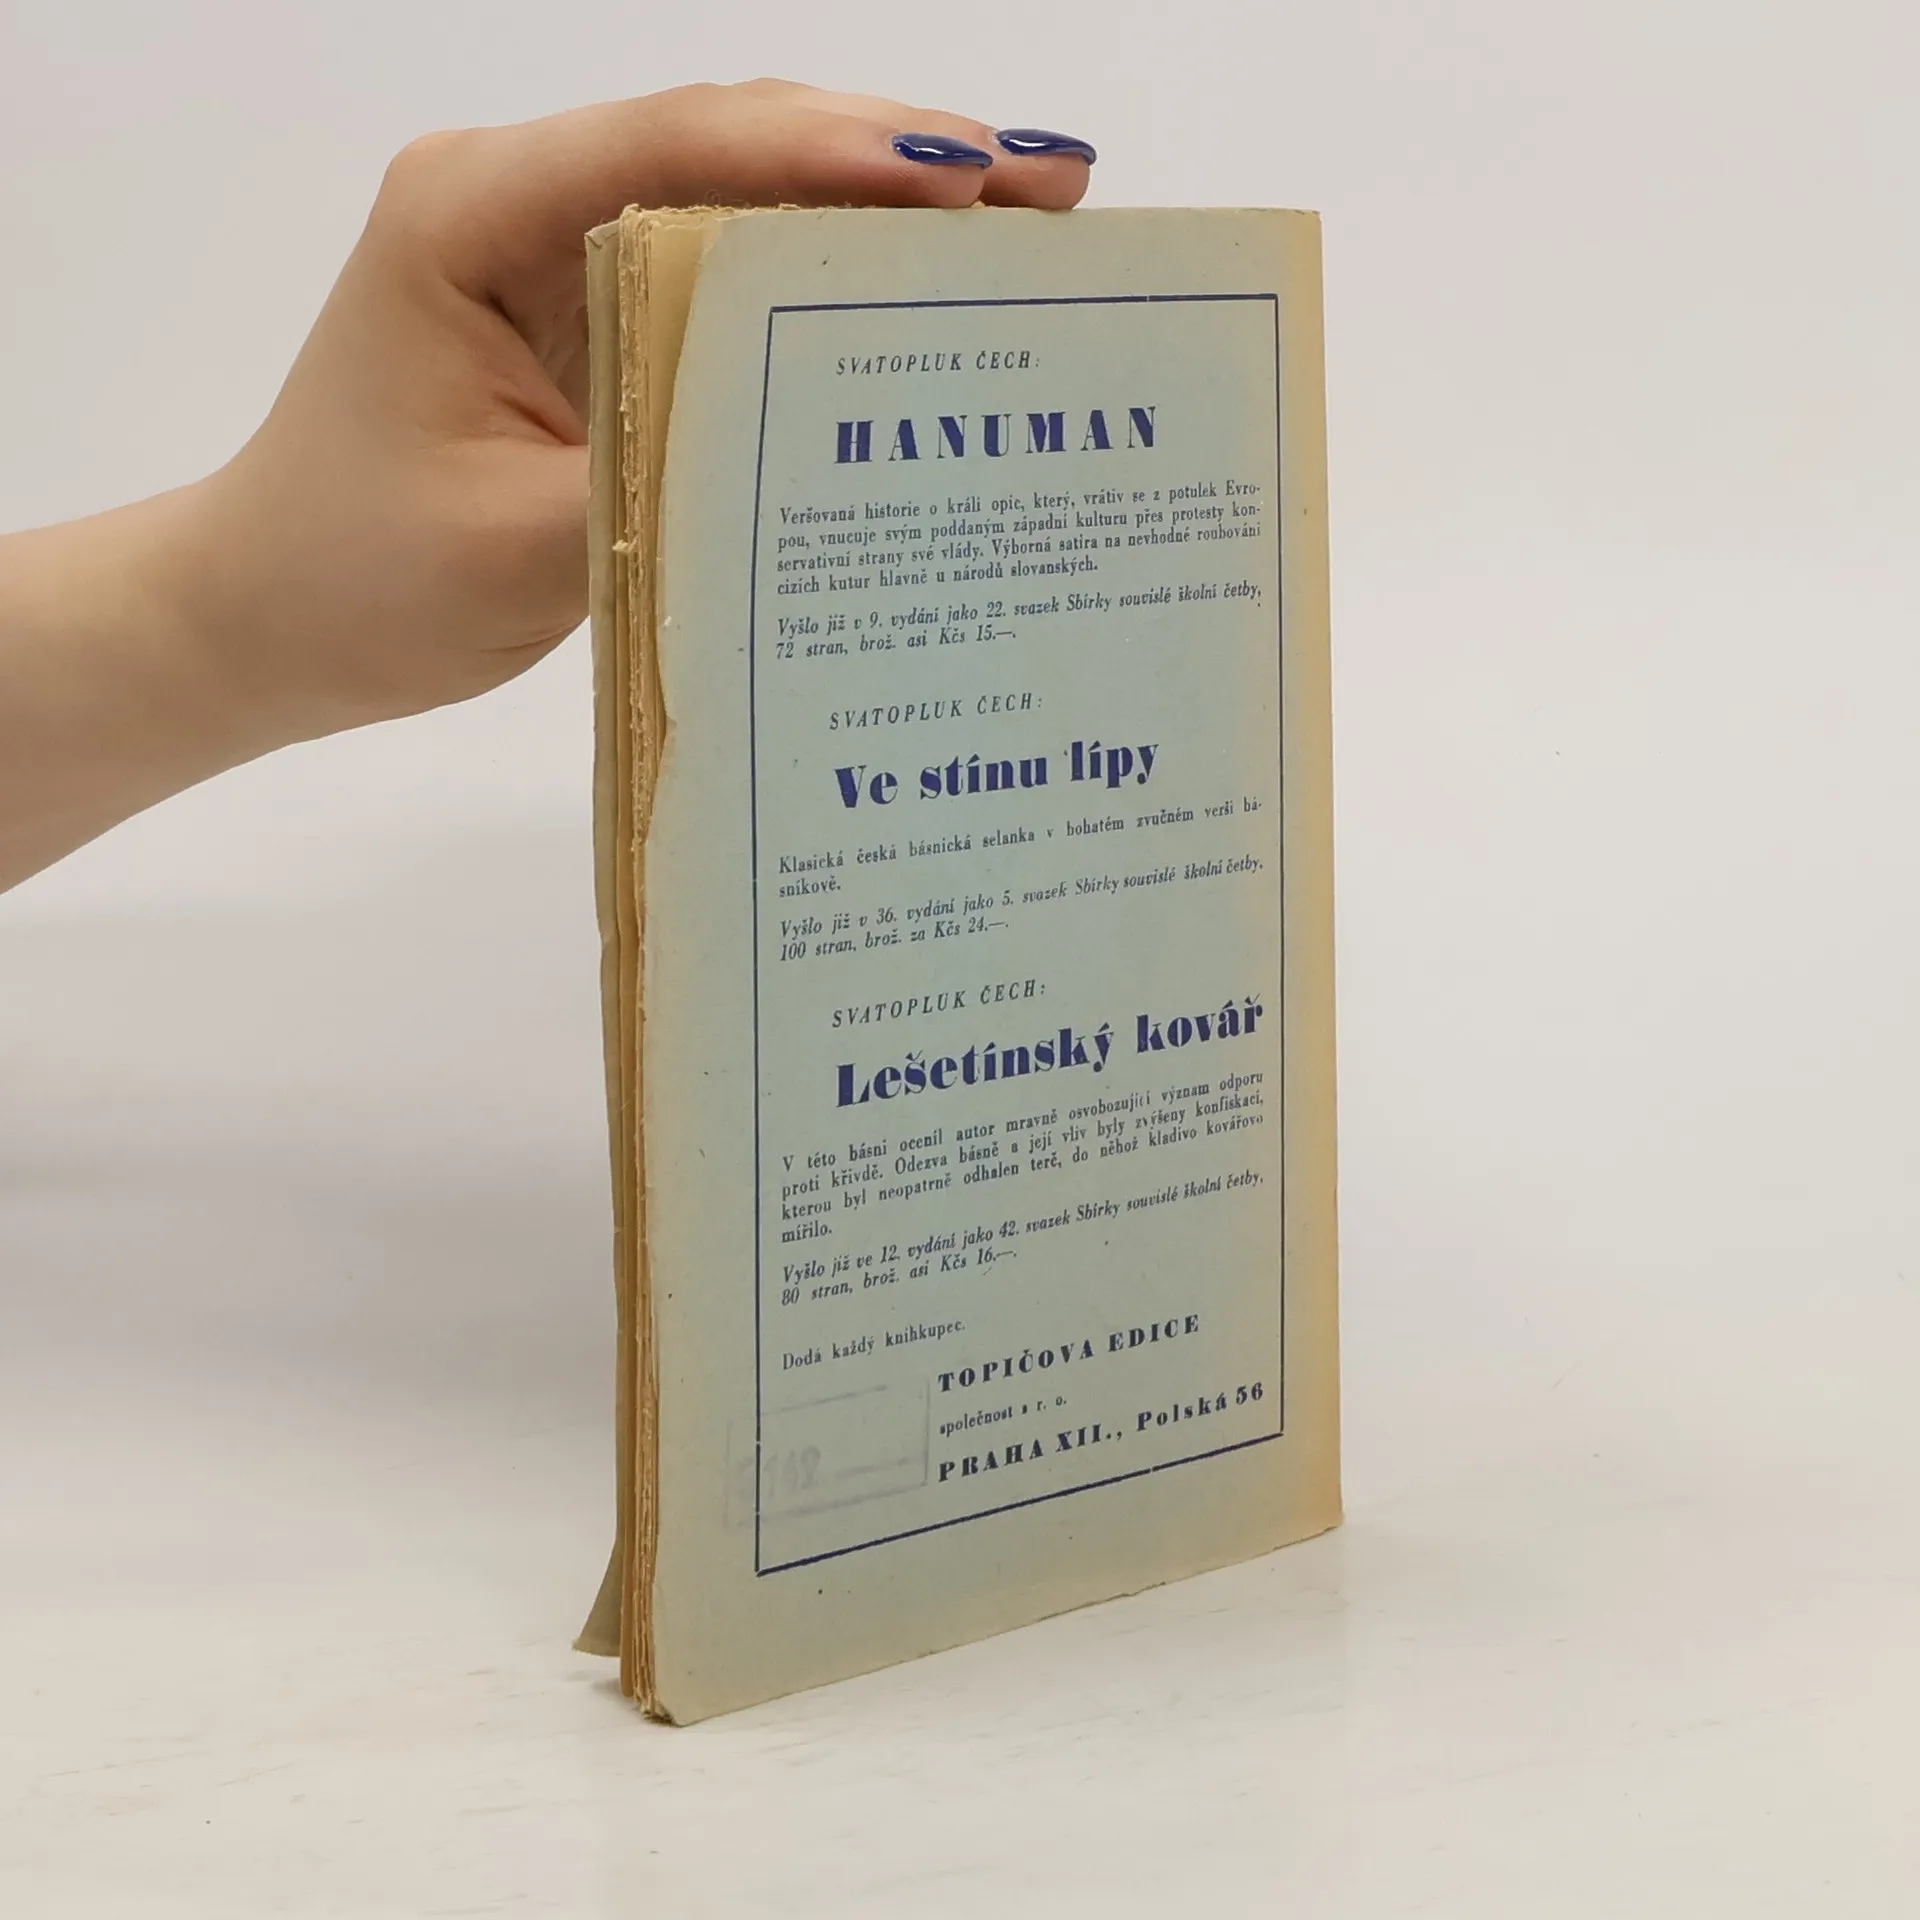 SVATOPLUK ČECH:
HANUMAN
Veršovaná historie o králi opic, který, vrátiv se z potulek Evro-
pou, vnucuje svým poddaným západní kulturu přes protesty kon-
servativní strany své vlády. Výborná satira na nevhodné roubování
cizích kutur hlavně u národů slovanských.
Vyšlo již v 9. vydání jako 22. svazek Sbírky souvislé školní četby,
72 stran, brož. asi Kčs 15.—.
SVATOPLUK ČECH:
Ve stínu lípy
Klasická česká básnická selanka v bohatém zvučném verši bá-
sníkově.
Vyšlo již v 36. vydání jako 5. svazek Sbírky souvislé školní četby.
100 stran, brož. za Kčs 24.—.
SVATOPLUK ČECH:
Lešetínský kovář
V této básni ocenil autor mravně osvobozující význam odporu
proti křivdě. Odezva básně a její vliv byly zvýšeny konfiskací,
kterou byl neopatrně odhalen terč, do něhož kladivo kovářovo
mířilo.
Vyšlo již ve 12. vydání jako 42. svazek Sbírky souvislé školní četby.
80 stran, brož. asi Kčs 16.—.
Dodá každý knihkupec.
TOPIČOVA EDICE
společnost s r. o.
PRAHA XII., Polská 56